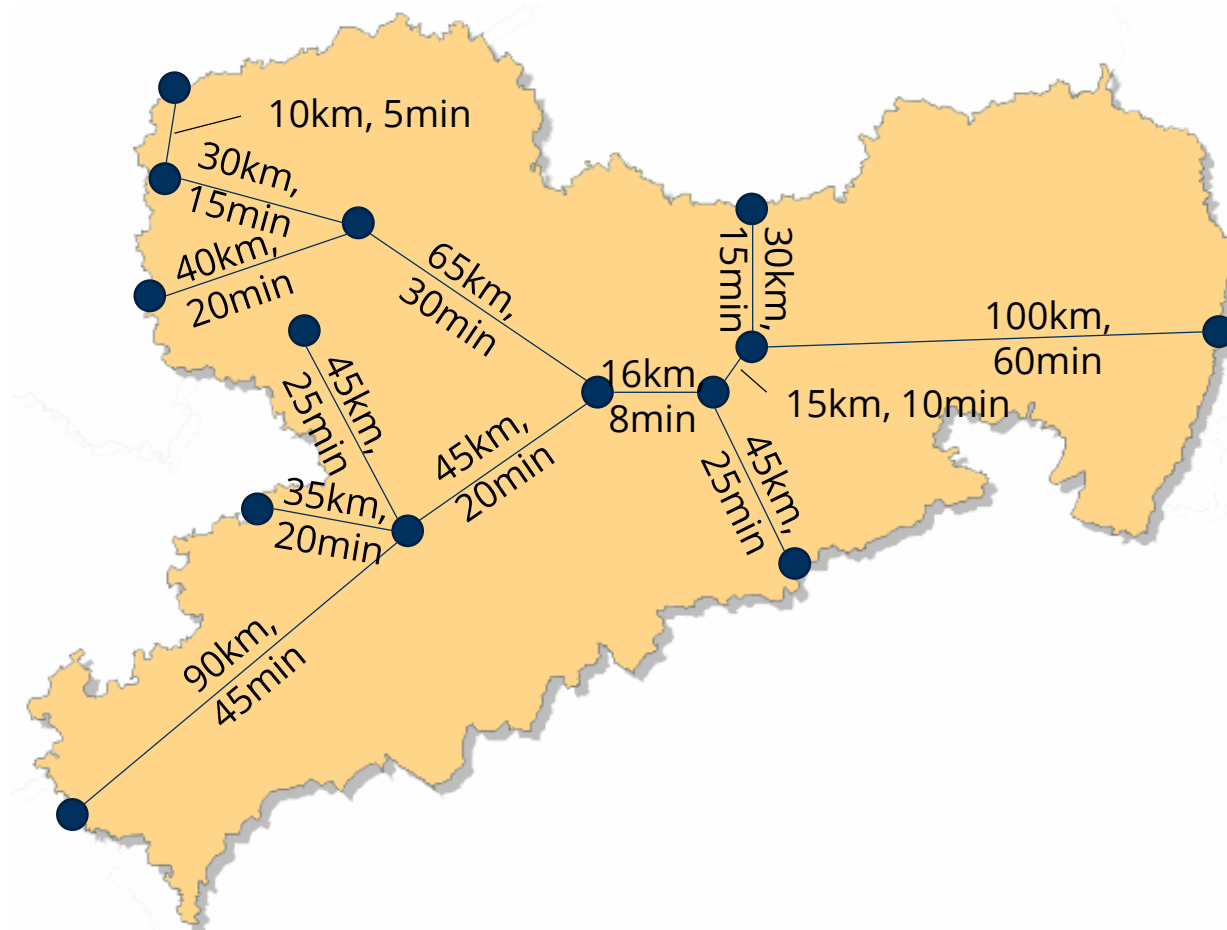 10km, 5min
30km,
15min
40km,
20min
65km,
30min
30km,
15min
100km,
60min
16km,
8min
15km, 10min
45km,
25min
45km,
20min
45km,
25min
35km,
20min
90km,
45min